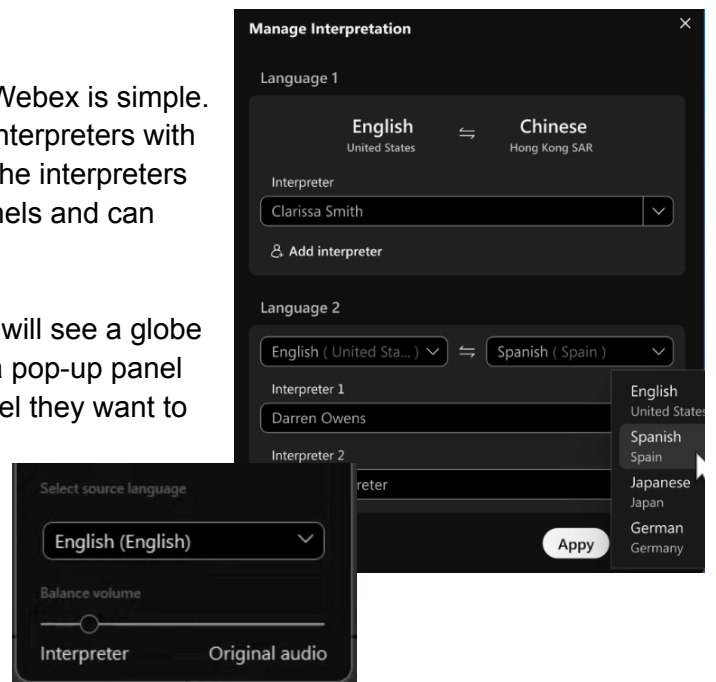 Webex is simple.
nterpreters with
he interpreters
nels and can
will see a globe
a pop-up panel
el they want to
Manage Interpretation
Language 1
English ⇋ Chinese
United States Hong Kong SAR
Interpreter
Clarissa Smith
Add interpreter
Language 2
English ( United Sta... ) ⇋ Spanish ( Spain )
Interpreter 1
Darren Owens
Interpreter 2
reter
English
United States
Spanish
Spain
Japanese
Japan
German
Germany
Appy
Select source language
English (English)
Balance volume
Interpreter Original audio